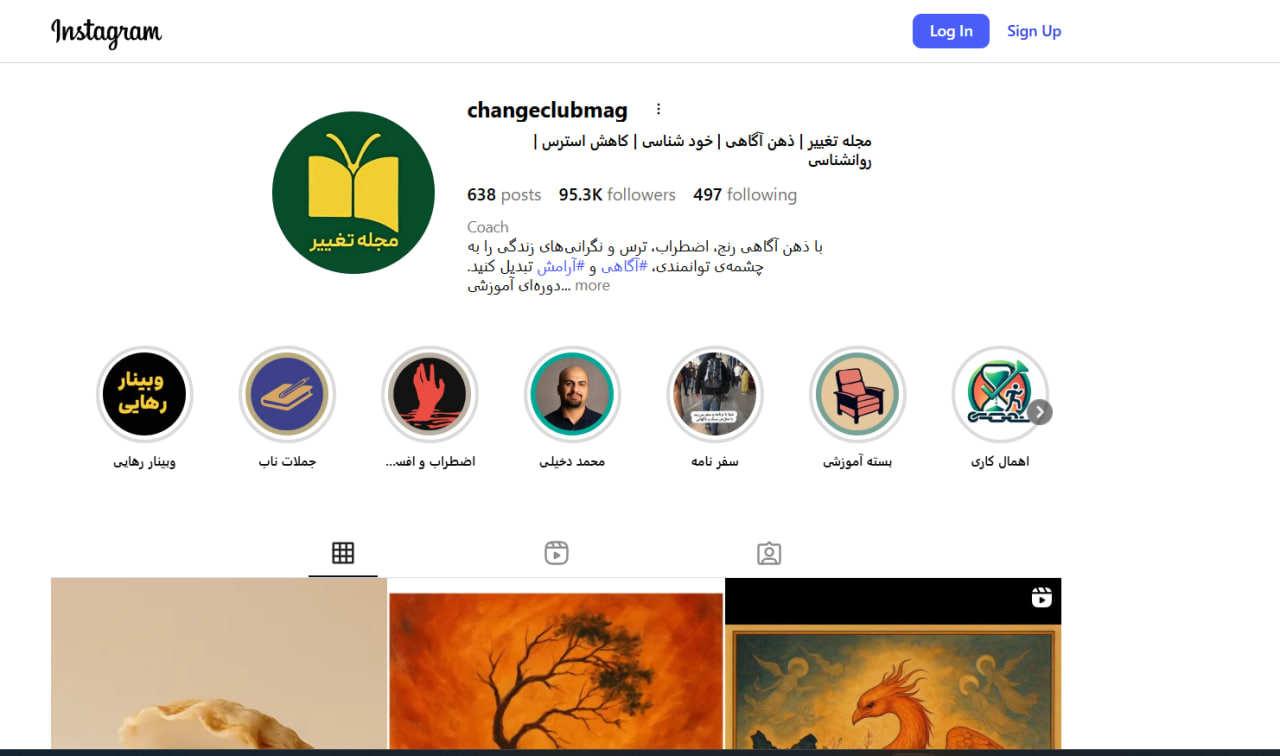 Instagram
Log In
Sign Up
changeclubmag
مجله تغییر | ذهن آگاهی | خود شناسی | کاهش استرس |
روانشناسی
638 posts 95.3K followers 497 following
Coach
با ذهن آگاهی رنج، اضطراب، ترس و نگرانی‌های زندگی را به
چشمه‌ی توانمندی، #آگاهی و #آرامش تبدیل کنید.
دوره‌ای آموزشی... more
مجله تغییر
وبینار
رهایی
وبینار رهایی
جملات ناب
اضطراب و افس...
محمد دخیلی
سفر نامه
بسته آموزشی
اهمال کاری